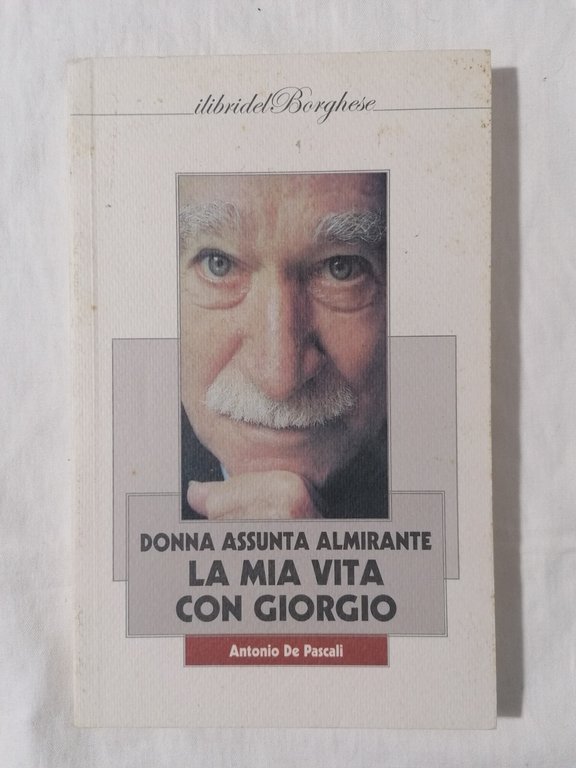 ilibridelBorghese
DONNA ASSUNTA ALMIRANTE
LA MIA VITA
CON GIORGIO
Antonio De Pascali